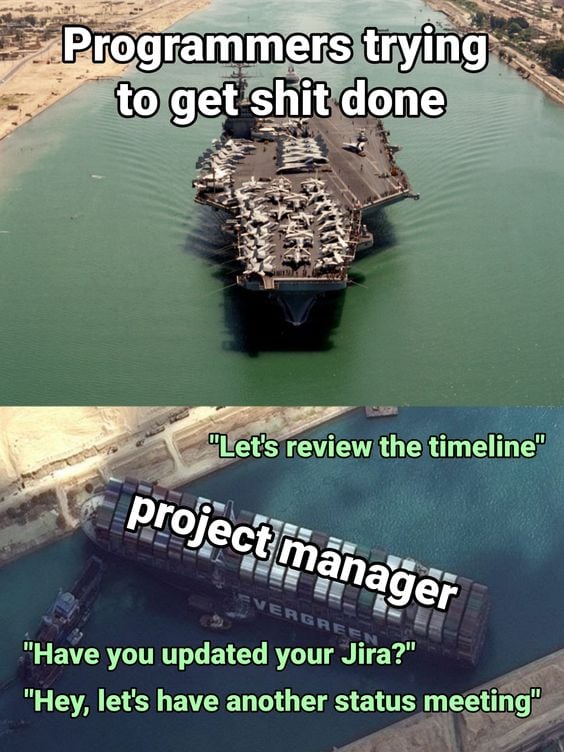 Programmers trying
to get shit done
"Let's review the timeline"
project manager
EVERGREEN
"Have you updated your Jira?"
"Hey, let's have another status meeting"